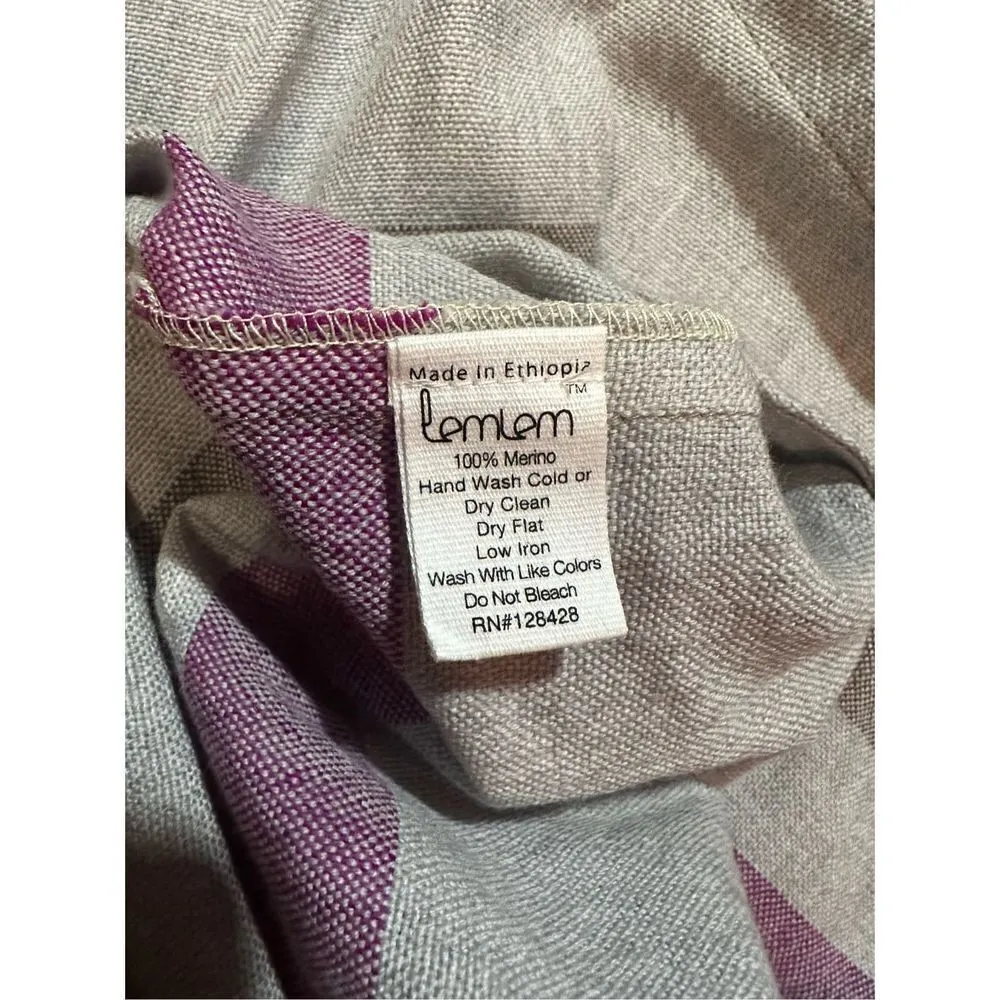 Made in Ethiopia
lemlem™
100% Merino
Hand Wash Cold or
Dry Clean
Dry Flat
Low Iron
Wash With Like Colors
Do Not Bleach
RN#128428